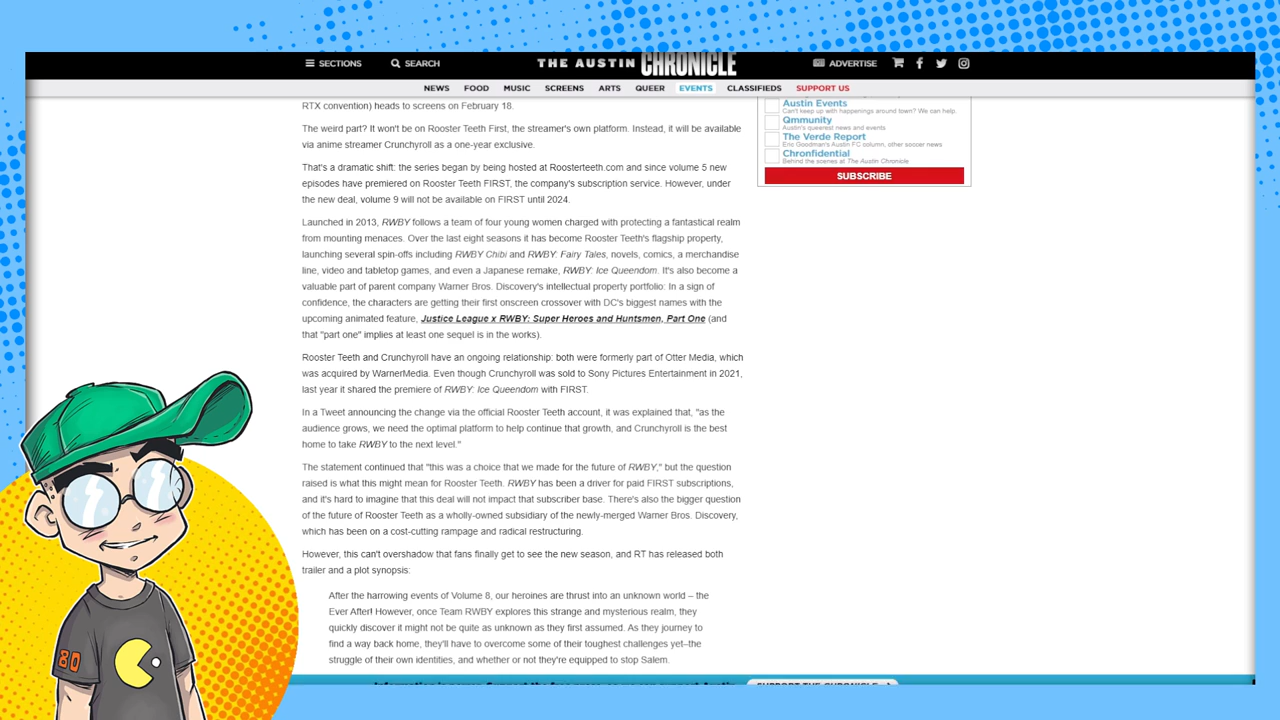 SECTIONS
SEARCH
THE AUSTIN CHRONICLE
ADVERTISE
NEWS FOOD MUSIC SCREENS ARTS QUEER EVENTS CLASSIFIEDS SUPPORT US
RTX convention) heads to screens on February 18.
The weird part? It won't be on Rooster Teeth First, the streamer's own platform. Instead, it will be available
via anime streamer Crunchyroll as a one-year exclusive.
That's a dramatic shift: the series began by being hosted at Roosterteeth.com and since volume 5 new
episodes have premiered on Rooster Teeth FIRST, the company's subscription service. However, under
the new deal, volume 9 will not be available on FIRST until 2024.
Launched in 2013, RWBY follows a team of four young women charged with protecting a fantastical realm
from mounting menaces. Over the last eight seasons it has become Rooster Teeth's flagship property,
launching several spin-offs including RWBY Chibi and RWBY: Fairy Tales, novels, comics, a merchandise
line, video and tabletop games, and even a Japanese remake, RWBY: Ice Queendom. It's also become a
valuable part of parent company Warner Bros. Discovery's intellectual property portfolio: In a sign of
confidence, the characters are getting their first onscreen crossover with DC's biggest names with the
upcoming animated feature, Justice League x RWBY: Super Heroes and Huntsmen, Part One (and
that "part one" implies at least one sequel is in the works).
Rooster Teeth and Crunchyroll have an ongoing relationship: both were formerly part of Otter Media, which
was acquired by WarnerMedia. Even though Crunchyroll was sold to Sony Pictures Entertainment in 2021,
last year it shared the premiere of RWBY: Ice Queendom with FIRST.
In a Tweet announcing the change via the official Rooster Teeth account, it was explained that, "as the
audience grows, we need the optimal platform to help continue that growth, and Crunchyroll is the best
home to take RWBY to the next level."
The statement continued that "this was a choice that we made for the future of RWBY," but the question
raised is what this might mean for Rooster Teeth. RWBY has been a driver for paid FIRST subscriptions,
and it's hard to imagine that this deal will not impact that subscriber base. There's also the bigger question
of the future of Rooster Teeth as a wholly-owned subsidiary of the newly-merged Warner Bros. Discovery,
which has been on a cost-cutting rampage and radical restructuring.
However, this can't overshadow that fans finally get to see the new season, and RT has released both
trailer and a plot synopsis:
After the harrowing events of Volume 8, our heroines are thrust into an unknown world – the
Ever After! However, once Team RWBY explores this strange and mysterious realm, they
quickly discover it might not be quite as unknown as they first assumed. As they journey to
find a way back home, they'll have to overcome some of their toughest challenges yet–the
struggle of their own identities, and whether or not they're equipped to stop Salem.
Austin Events
Can't keep up with happenings around town? We can help.
Qmmunity
Austin's queerest news and events
The Verde Report
Eric Goodman's Austin FC column, other soccer news
Chronfidential
Behind the scenes at The Austin Chronicle
SUBSCRIBE
80
Information is power. Support the free press, so we can support Austin.
SUPPORT THE CHRONICLE